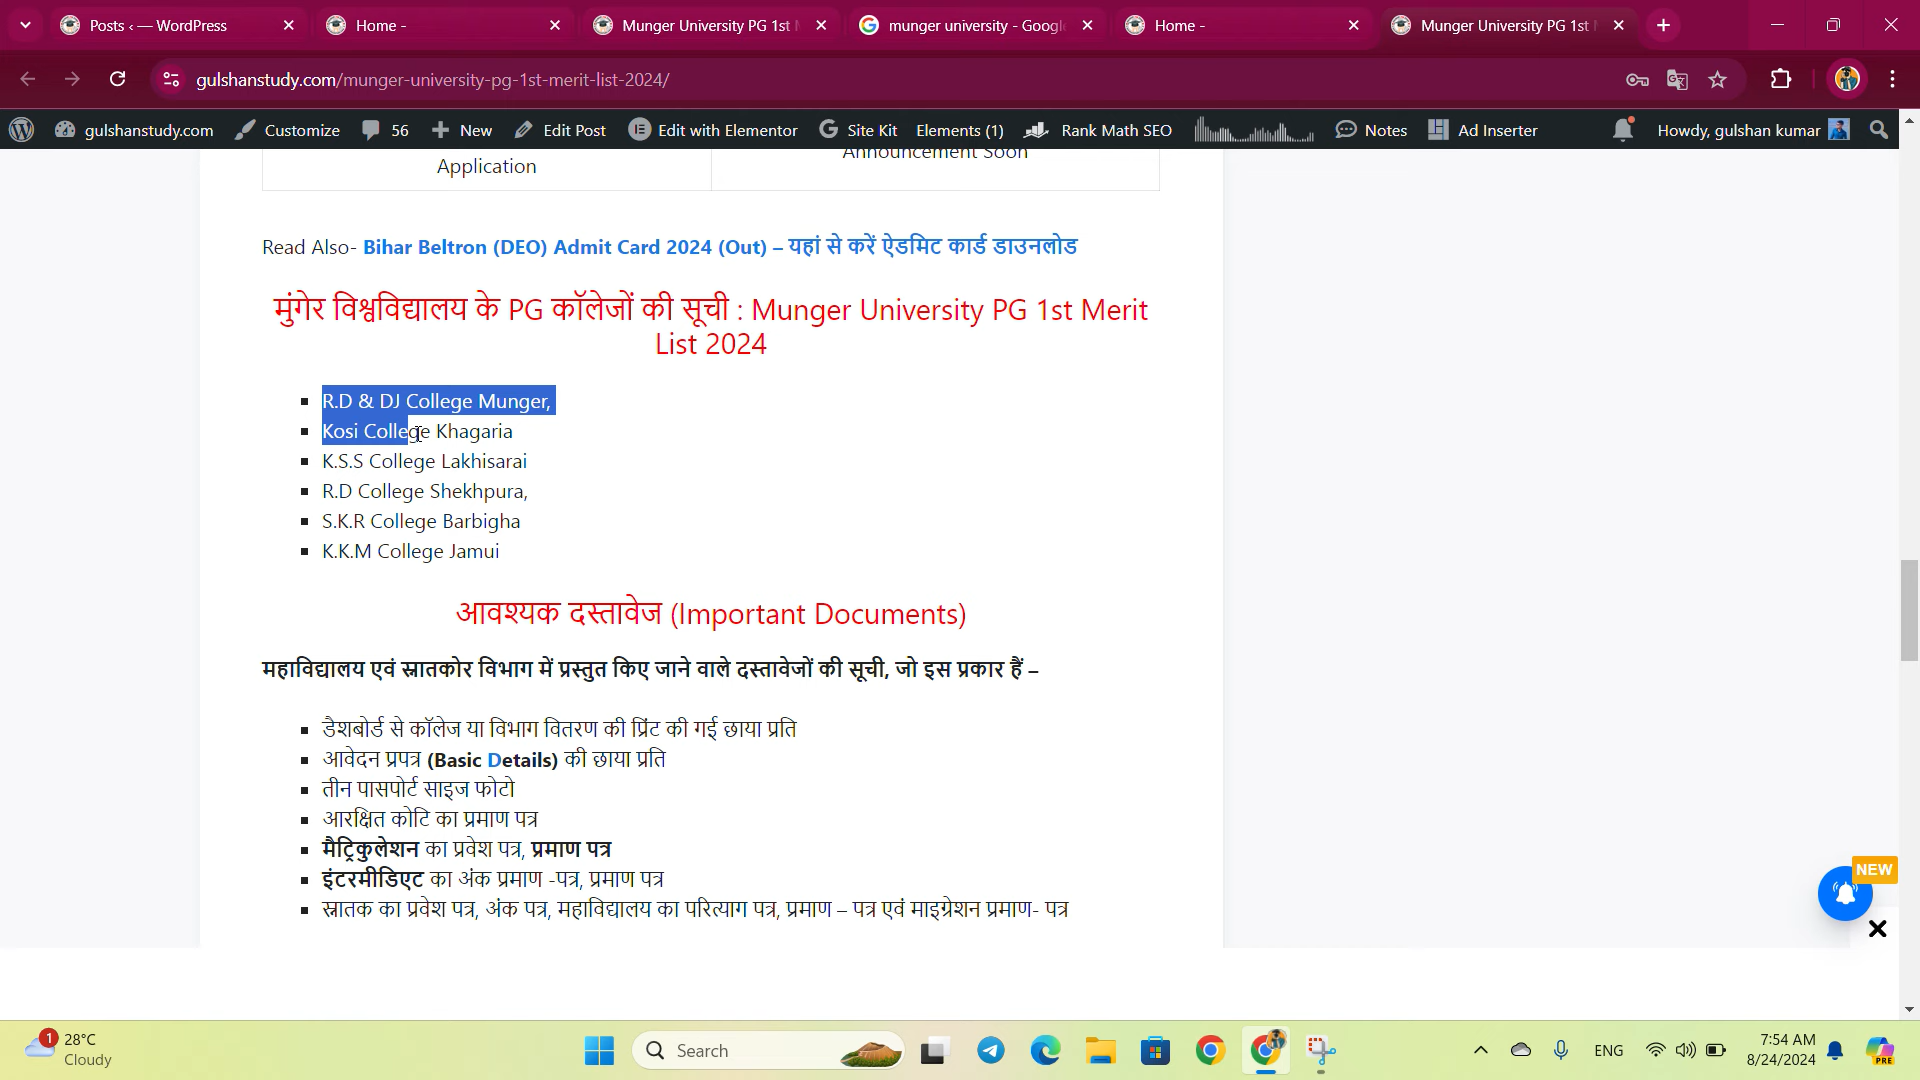 Posts ‹ — WordPress
Home -
Munger University PG 1st
munger university - Google
Home -
Munger University PG 1st
gulshanstudy.com/munger-university-pg-1st-merit-list-2024/
gulshanstudy.com
Customize
56
New
Edit Post
Edit with Elementor
Site Kit
Elements (1)
Rank Math SEO
Notes
Ad Inserter
Howdy, gulshan kumar
Announcement Soon
Application
Read Also- Bihar Beltron (DEO) Admit Card 2024 (Out) – यहां से करें ऐडमिट कार्ड डाउनलोड
मुंगेर विश्वविद्यालय के PG कॉलेजों की सूची : Munger University PG 1st Merit
List 2024
R.D & DJ College Munger,
Kosi College Khagaria
K.S.S College Lakhisarai
R.D College Shekhpura,
S.K.R College Barbigha
K.K.M College Jamui
आवश्यक दस्तावेज (Important Documents)
महाविद्यालय एवं स्नातकोर विभाग में प्रस्तुत किए जाने वाले दस्तावेजों की सूची, जो इस प्रकार हैं –
डैशबोर्ड से कॉलेज या विभाग वितरण की प्रिंट की गई छाया प्रति
आवेदन प्रपत्र (Basic Details) की छाया प्रति
तीन पासपोर्ट साइज फोटो
आरक्षित कोटि का प्रमाण पत्र
मैट्रिकुलेशन का प्रवेश पत्र, प्रमाण पत्र
इंटरमीडिएट का अंक प्रमाण -पत्र, प्रमाण पत्र
स्नातक का प्रवेश पत्र, अंक पत्र, महाविद्यालय का परित्याग पत्र, प्रमाण – पत्र एवं माइग्रेशन प्रमाण- पत्र
NEW
1
28°C
Cloudy
Search
ENG
7:54 AM
8/24/2024
PRE